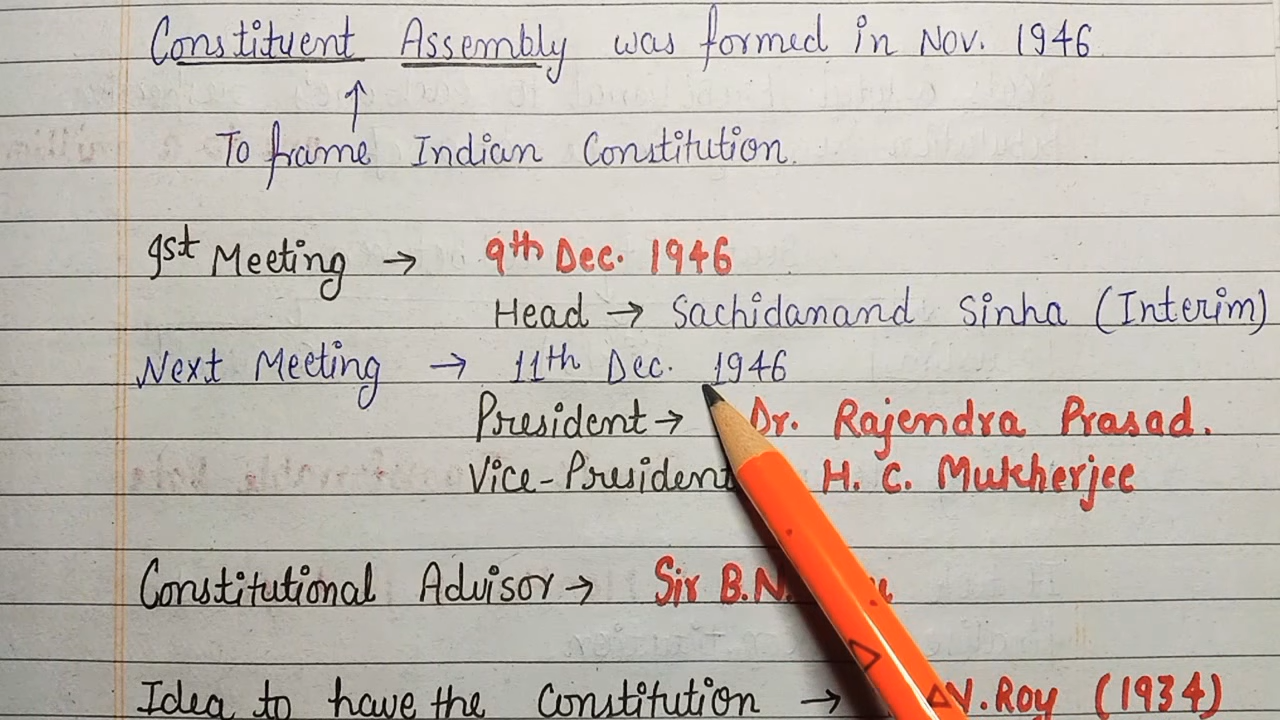 Constituent Assembly was formed in Nov. 1946
To frame Indian Constitution.
1st Meeting → 9th Dec. 1946
Head → Sachidanand Sinha (Interim)
Next Meeting → 11th Dec. 1946
President → Dr. Rajendra Prasad.
Vice-President H. C. Mukherjee
Constitutional Advisor → Sir B.N.
Idea to have the Constitution → N. Roy (1934)